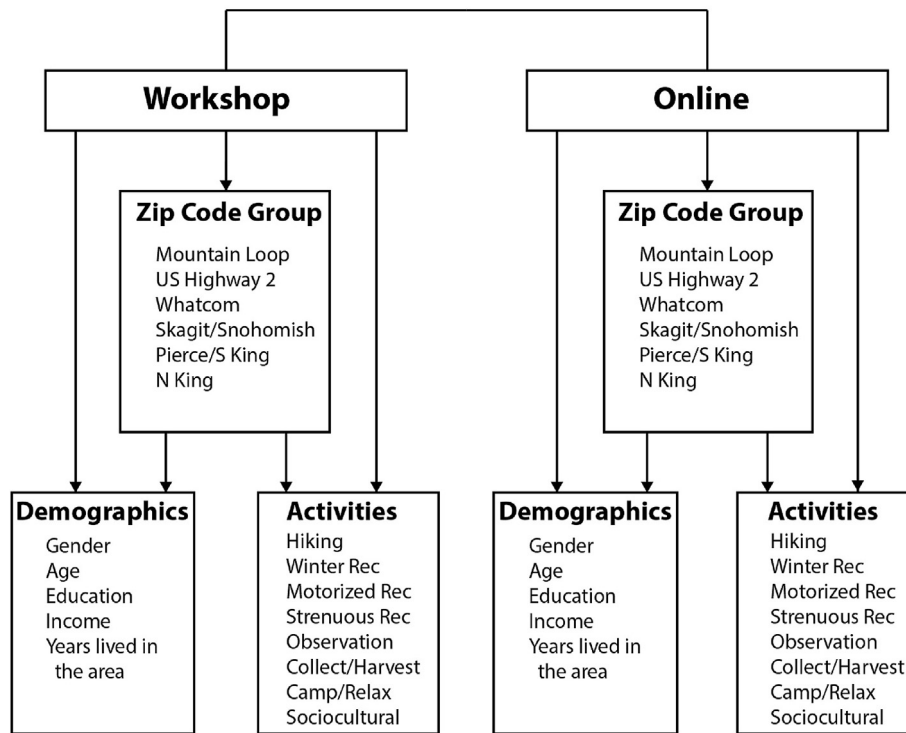 Workshop
Online
Zip Code Group
Mountain Loop
US Highway 2
Whatcom
Skagit/Snohomish
Pierce/S King
N King
Zip Code Group
Mountain Loop
US Highway 2
Whatcom
Skagit/Snohomish
Pierce/S King
N King
Demographics
Gender
Age
Education
Income
Years lived in
the area
Activities
Hiking
Winter Rec
Motorized Rec
Strenuous Rec
Observation
Collect/Harvest
Camp/Relax
Sociocultural
Demographics
Gender
Age
Education
Income
Years lived in
the area
Activities
Hiking
Winter Rec
Motorized Rec
Strenuous Rec
Observation
Collect/Harvest
Camp/Relax
Sociocultural